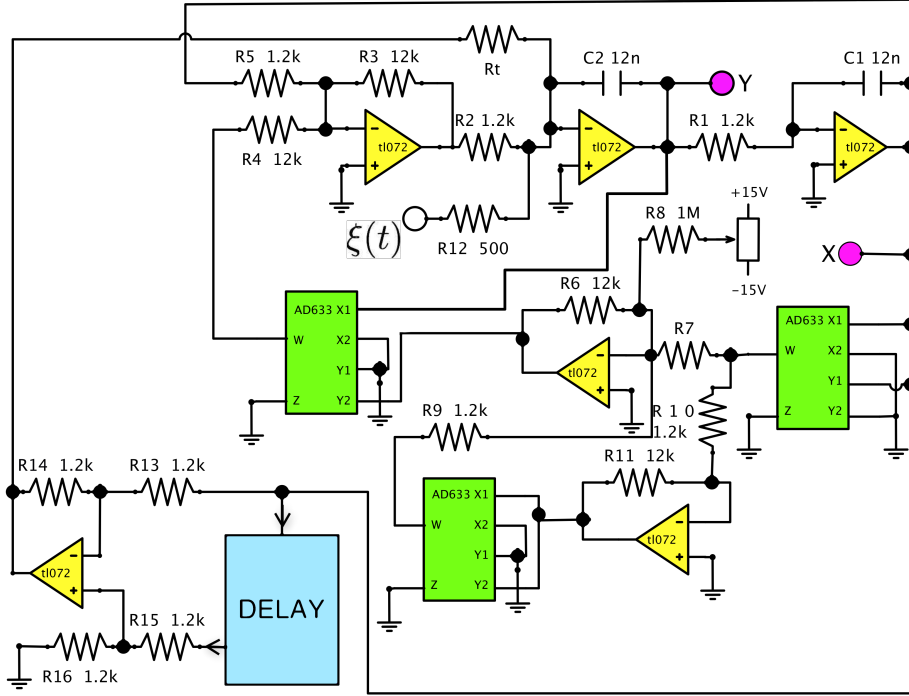 R5 1.2k
R3 12k
Rt
C2 12n
Y
C1 12n
R4 12k
tl072
R2 1.2k
tl072
R1 1.2k
tl072
ξ(t)
R12 500
R8 1M
+15V
-15V
X
AD633 X1
W
X2
Y1
Z
Y2
R6 12k
tl072
R7
AD633 X1
W
X2
Y1
Z
Y2
R9 1.2k
R 1 0
1.2k
R11 12k
AD633 X1
W
X2
Y1
Z
Y2
tl072
R14 1.2k
R13 1.2k
tl072
DELAY
R15 1.2k
R16 1.2k